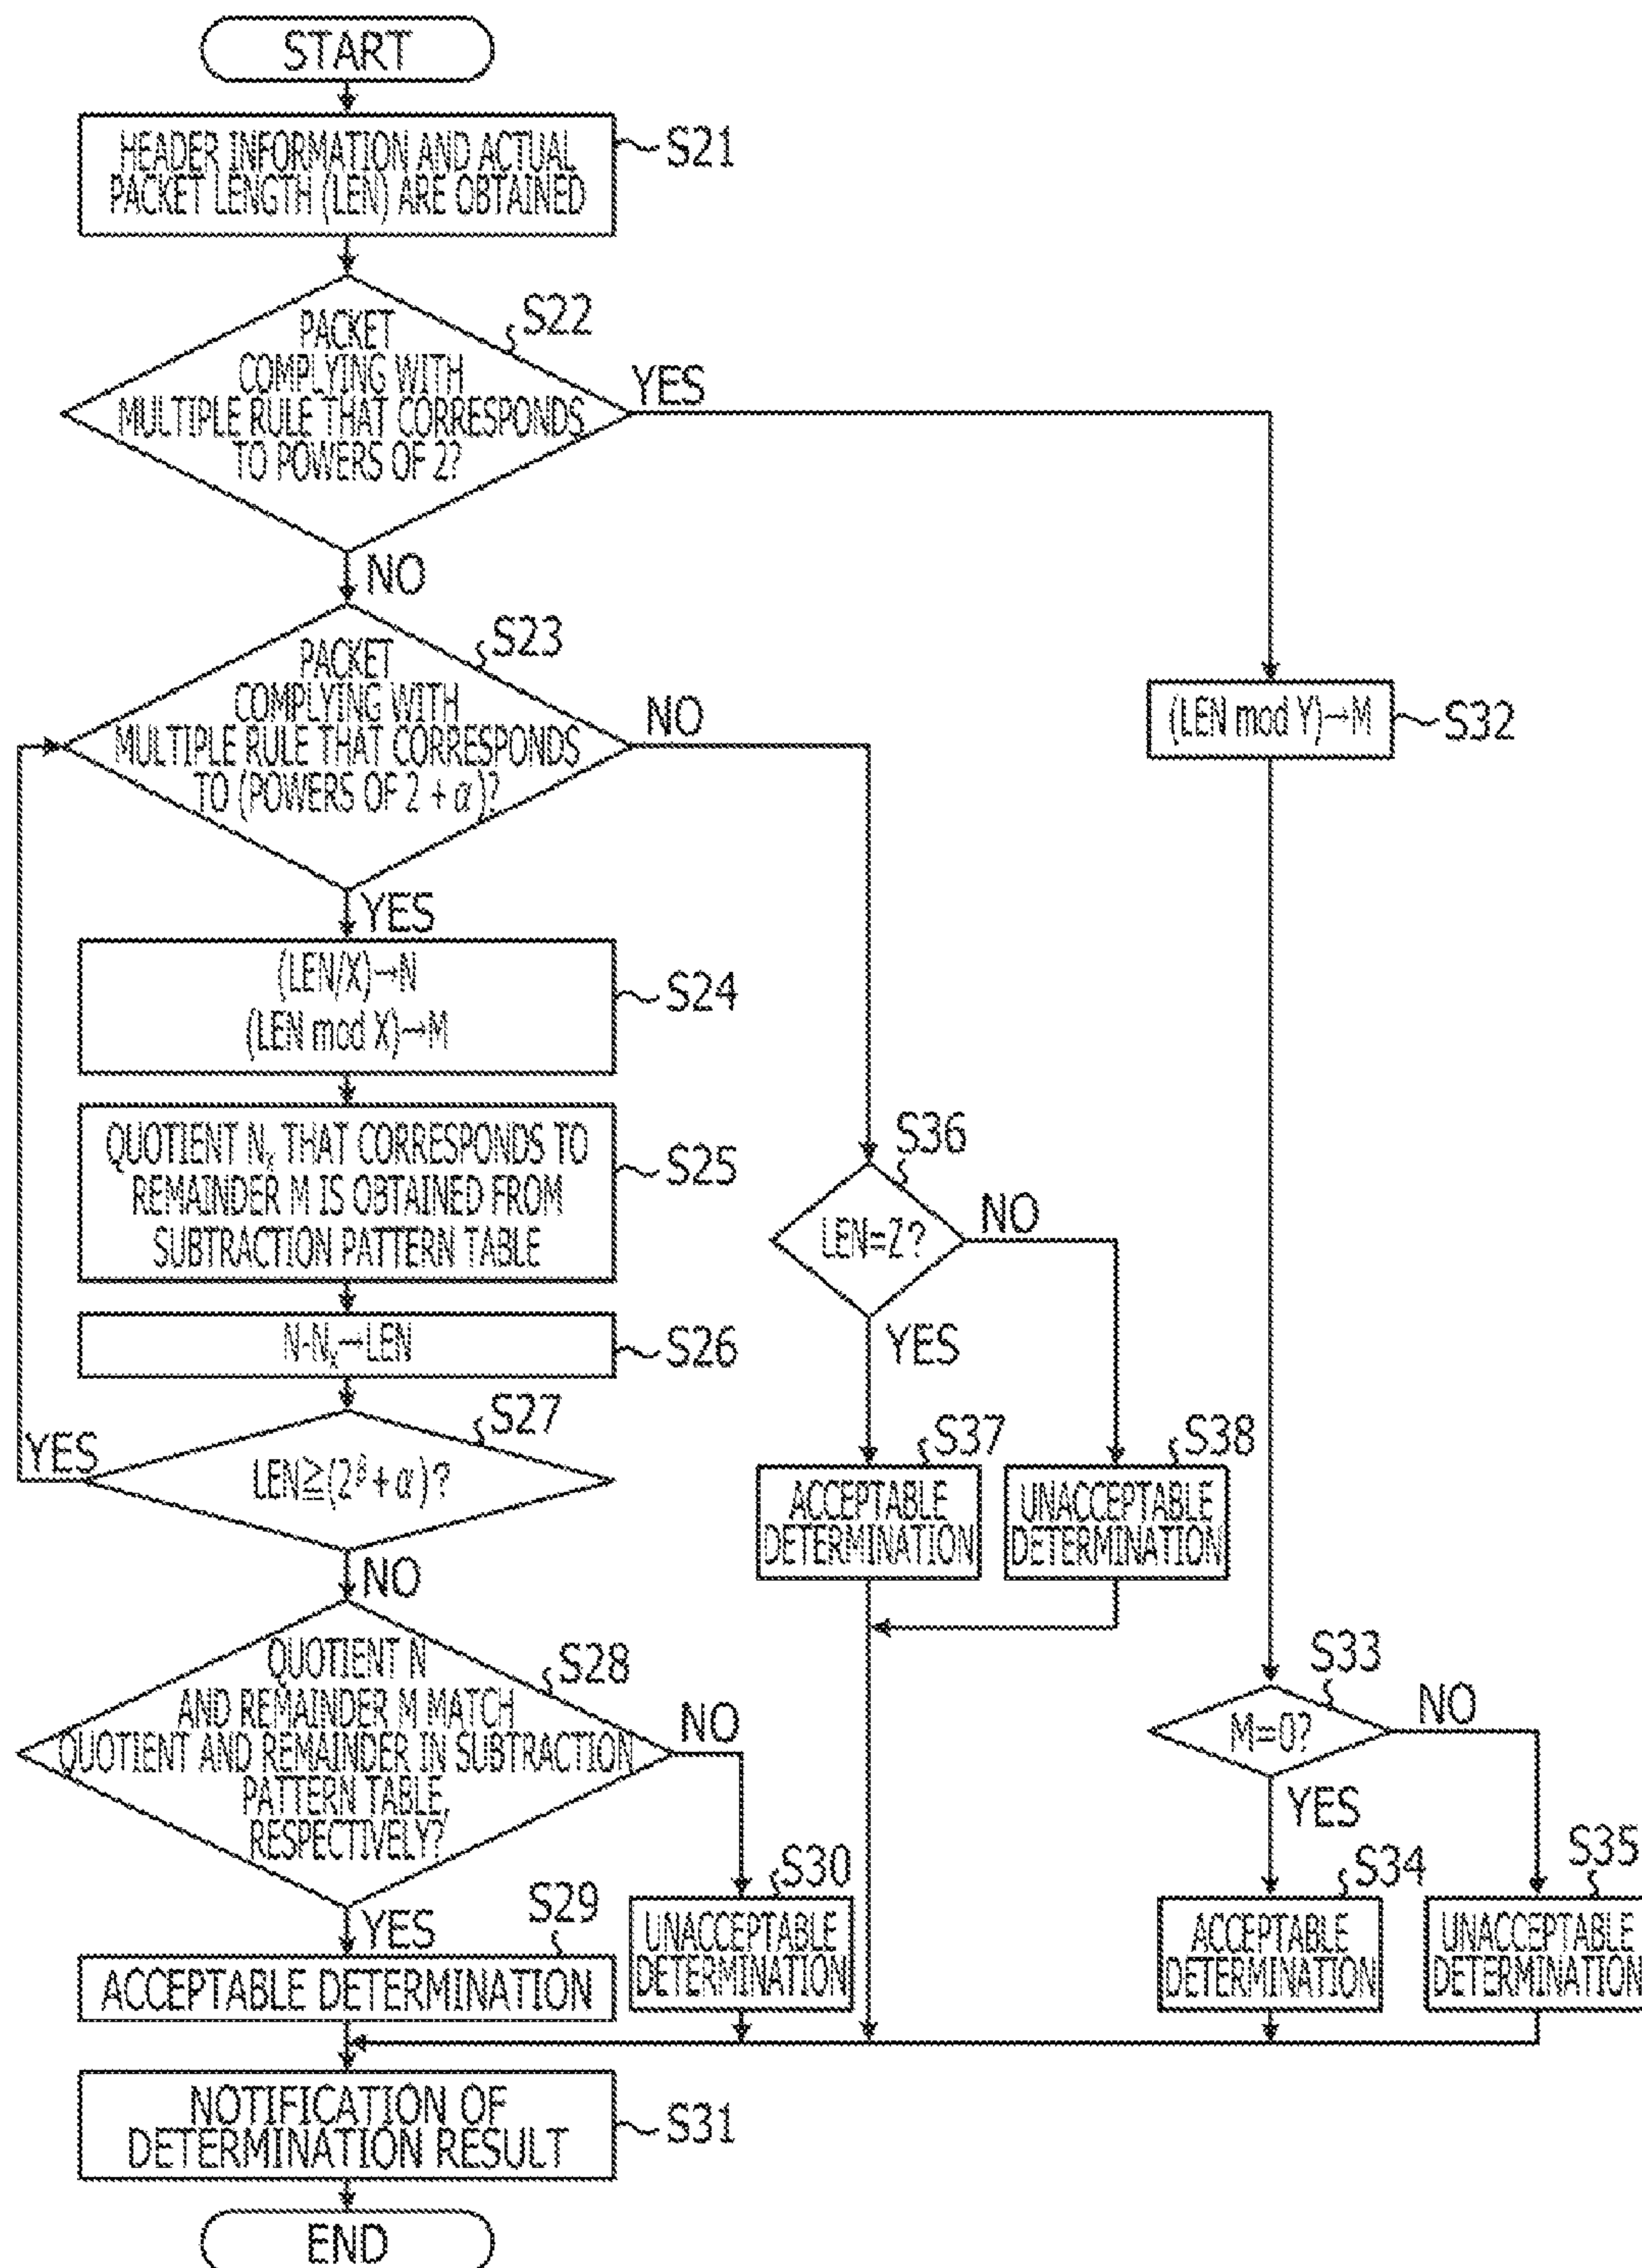 START
HEADER INFORMATION AND ACTUAL
PACKET LENGTH (LEN) ARE OBTAINED
S21
PACKET
COMPLYING WITH
MULTIPLE RULE THAT CORRESPONDS
TO POWERS OF 2?
S22
YES
NO
PACKET
COMPLYING WITH
MULTIPLE RULE THAT CORRESPONDS
TO (POWERS OF 2 + α)?
S23
NO
YES
(LEN mod Y)→M
S32
(LEN/X)→N
(LEN mod X)→M
S24
QUOTIENT Nx THAT CORRESPONDS TO
REMAINDER M IS OBTAINED FROM
SUBTRACTION PATTERN TABLE
S25
N-Nx→LEN
S26
LEN≧(2^β + α)?
S27
YES
NO
LEN=Z?
S36
NO
YES
ACCEPTABLE
DETERMINATION
S37
UNACCEPTABLE
DETERMINATION
S38
QUOTIENT N
AND REMAINDER M MATCH
QUOTIENT AND REMAINDER IN SUBTRACTION
PATTERN TABLE,
RESPECTIVELY?
S28
NO
YES
M=0?
S33
NO
YES
ACCEPTABLE DETERMINATION
S29
UNACCEPTABLE
DETERMINATION
S30
ACCEPTABLE
DETERMINATION
S34
UNACCEPTABLE
DETERMINATION
S35
NOTIFICATION OF
DETERMINATION RESULT
S31
END